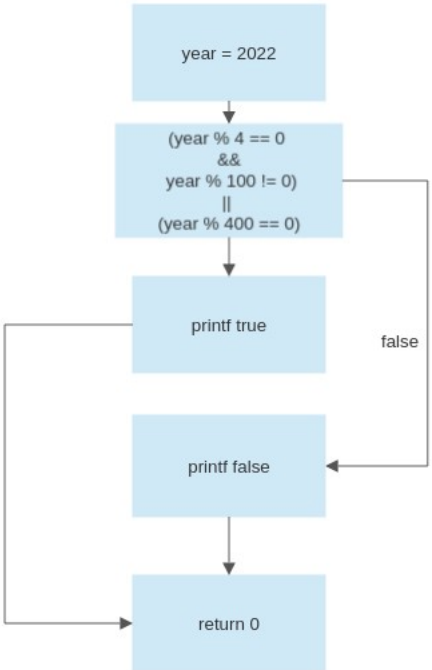 year = 2022
(year % 4 == 0
&&
year % 100 != 0)
||
(year % 400 == 0)
printf true
false
printf false
return 0